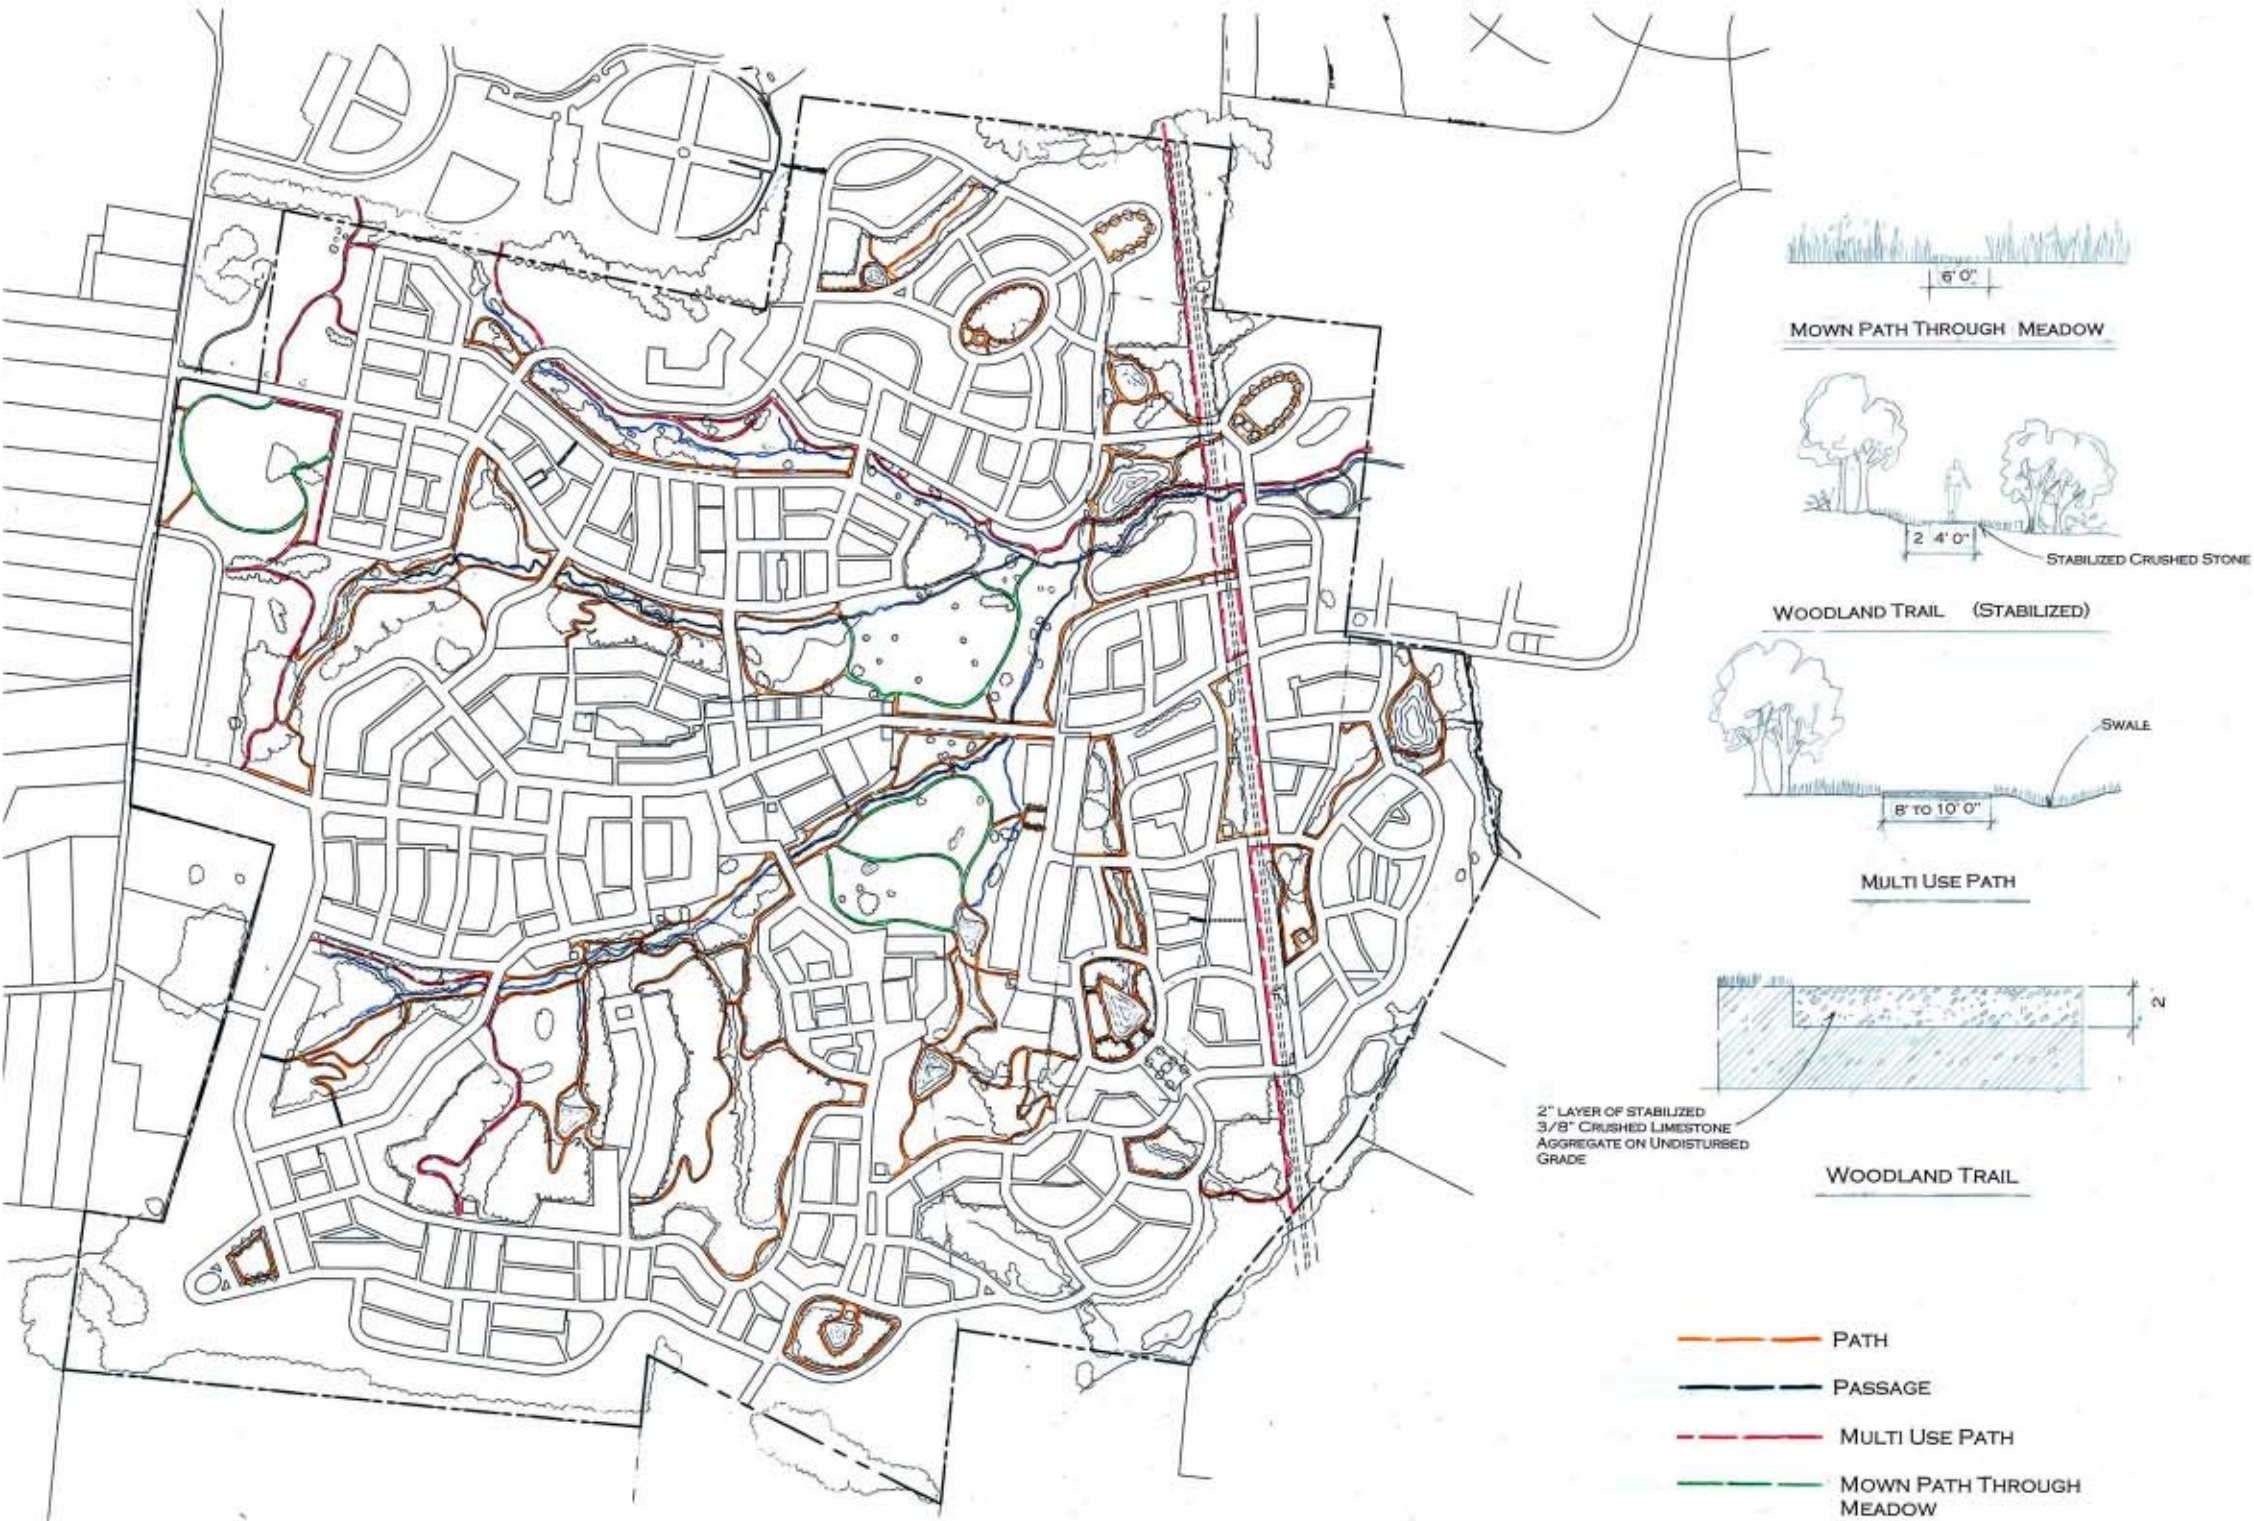 6' 0"
MOWN PATH THROUGH MEADOW
2 4' 0"
STABILIZED CRUSHED STONE
WOODLAND TRAIL (STABILIZED)
SWALE
8' TO 10' 0"
MULTI USE PATH
2'
2" LAYER OF STABILIZED
3/8" CRUSHED LIMESTONE
AGGREGATE ON UNDISTURBED
GRADE
WOODLAND TRAIL
PATH
PASSAGE
MULTI USE PATH
MOWN PATH THROUGH
MEADOW